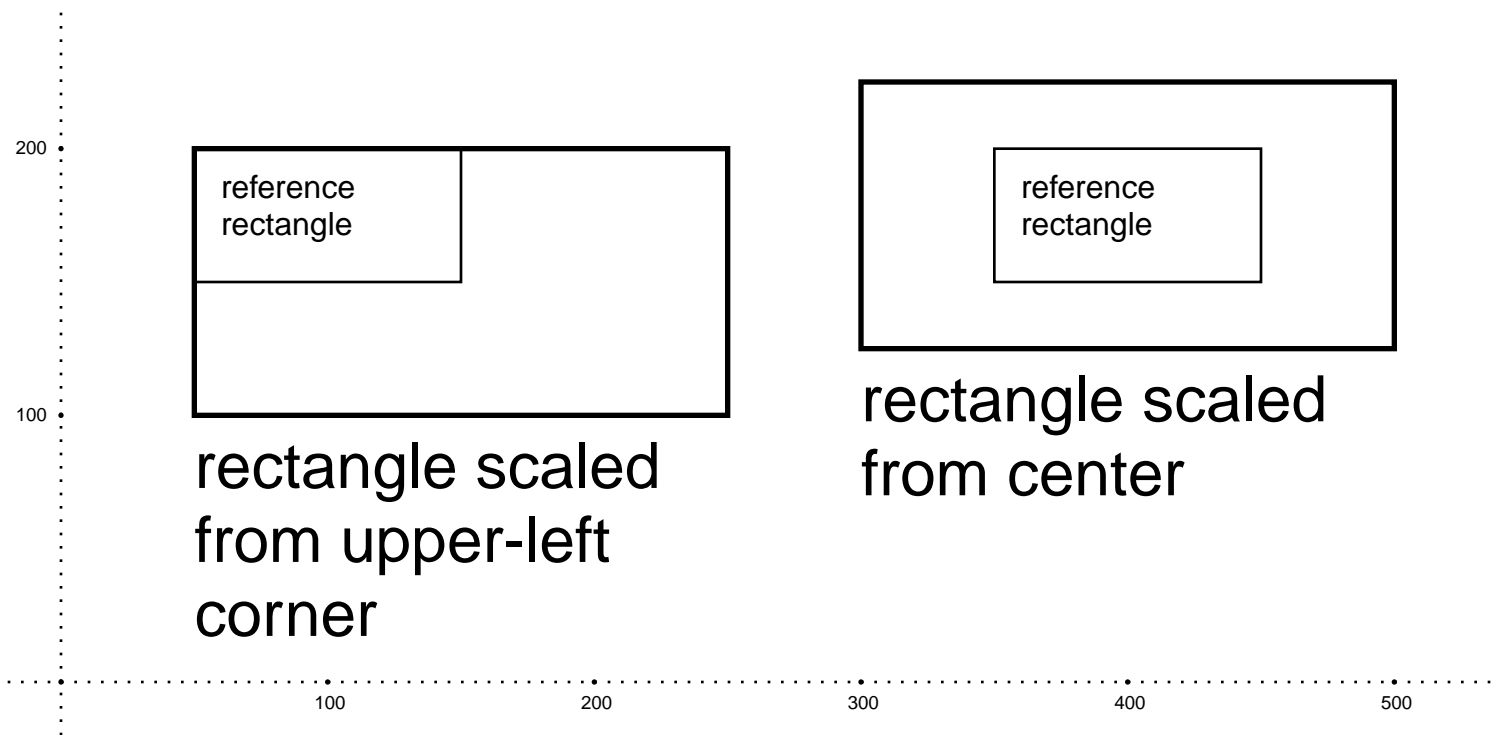 200
100
reference
rectangle
rectangle scaled
from upper-left
corner
reference
rectangle
rectangle scaled
from center
100
200
300
400
500